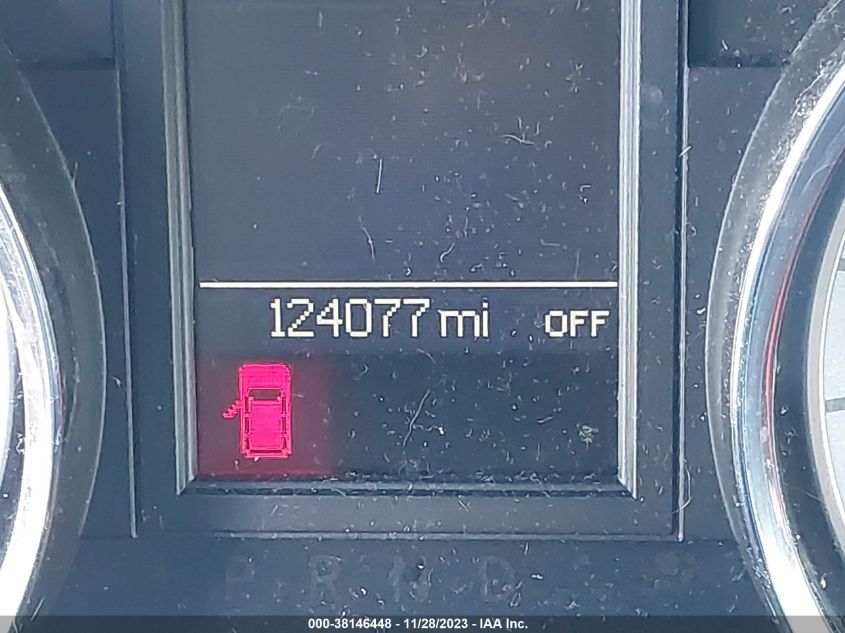 124077 mi OFF
P R N D
000-38146448 - 11/28/2023 - IAA Inc.